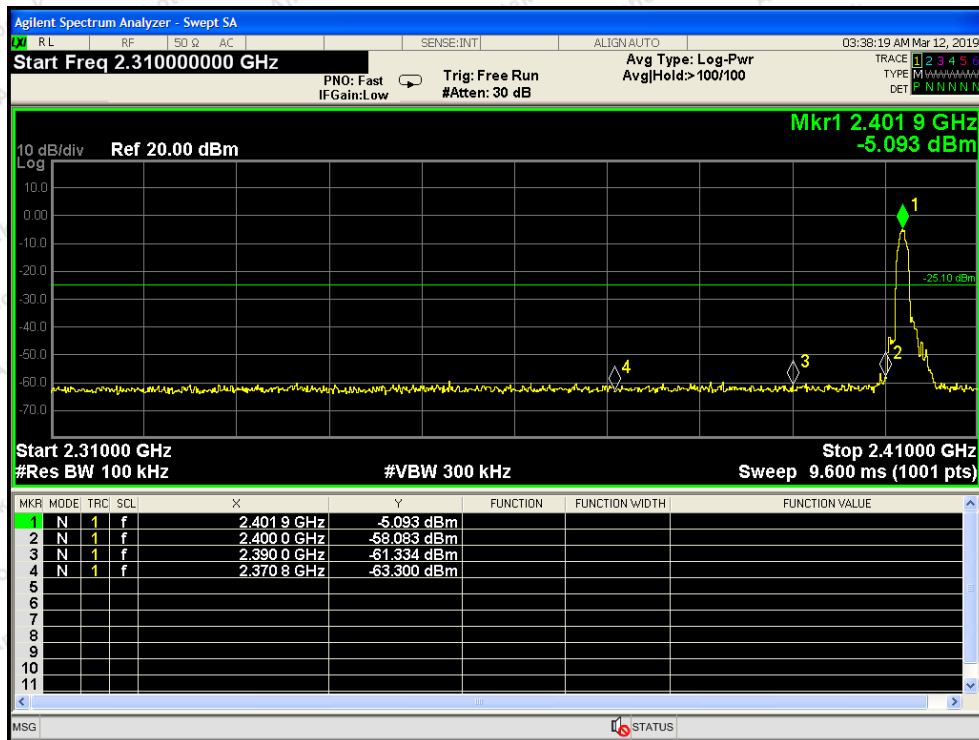 Agilent Spectrum Analyzer - Swept SA
LXI RL RF 50 Ω AC SENSE:INT ALIGN AUTO 03:38:19 AM Mar 12, 2019
Start Freq 2.310000000 GHz
PNO: Fast
IFGain:Low
Trig: Free Run
#Atten: 30 dB
Avg Type: Log-Pwr
Avg|Hold:>100/100
TRACE 1 2 3 4 5 6
TYPE MWWWWW
DET P N N N N N
Mkr1 2.401 9 GHz
-5.093 dBm
10 dB/div Ref 20.00 dBm
Log
10.0
0.00
-10.0
-20.0
-30.0
-40.0
-50.0
-60.0
-70.0
1
-25.10 dBm
2
3
4
Start 2.31000 GHz Stop 2.41000 GHz
#Res BW 100 kHz #VBW 300 kHz Sweep 9.600 ms (1001 pts)
MKR MODE TRC SCL X Y FUNCTION FUNCTION WIDTH FUNCTION VALUE
1 N 1 f 2.401 9 GHz -5.093 dBm
2 N 1 f 2.400 0 GHz -58.083 dBm
3 N 1 f 2.390 0 GHz -61.334 dBm
4 N 1 f 2.370 8 GHz -63.300 dBm
5
6
7
8
9
10
11
MSG STATUS